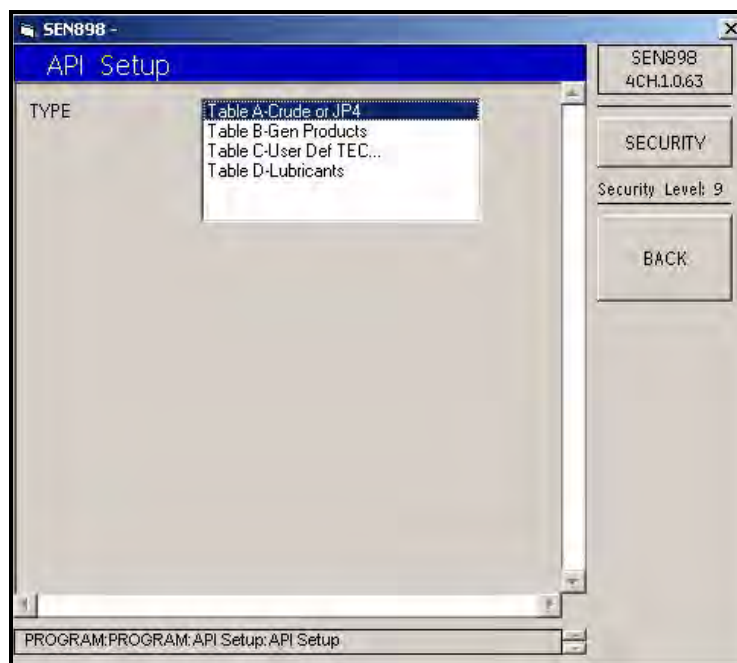 SEN898 -
API Setup
TYPE
Table A-Crude or JP4
Table B-Gen Products
Table C-User Def TEC...
Table D-Lubricants
SEN898
4CH.1.0.63
SECURITY
Security Level: 9
BACK
PROGRAM:PROGRAM:API Setup:API Setup